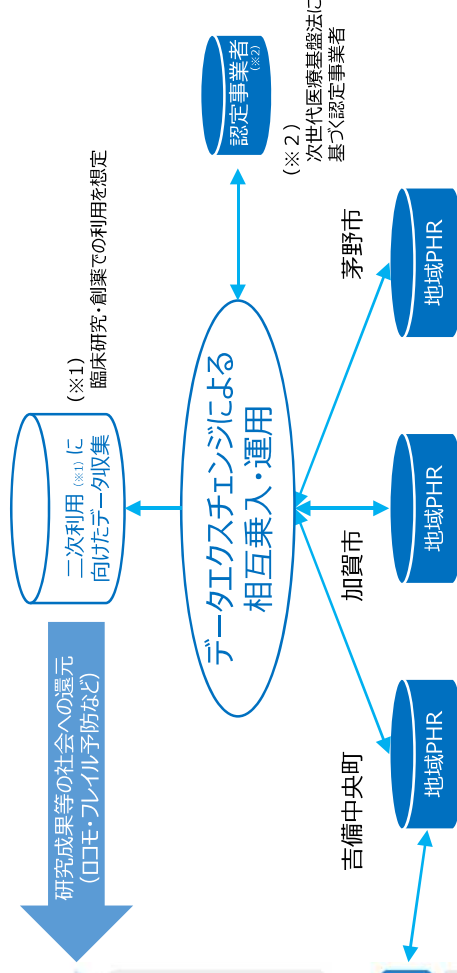 研究成果等の社会への還元
(ロコモ・フレイル予防など)
二次利用(※1)に
向けたデータ収集
(※1)
臨床研究・創薬での利用を想定
データエクスチェンジによる
相互乗入・運用
認定事業者
(※2)
(※2)
次世代医療基盤法に
基づく認定事業者
吉備中央町
地域PHR
加賀市
地域PHR
茅野市
地域PHR